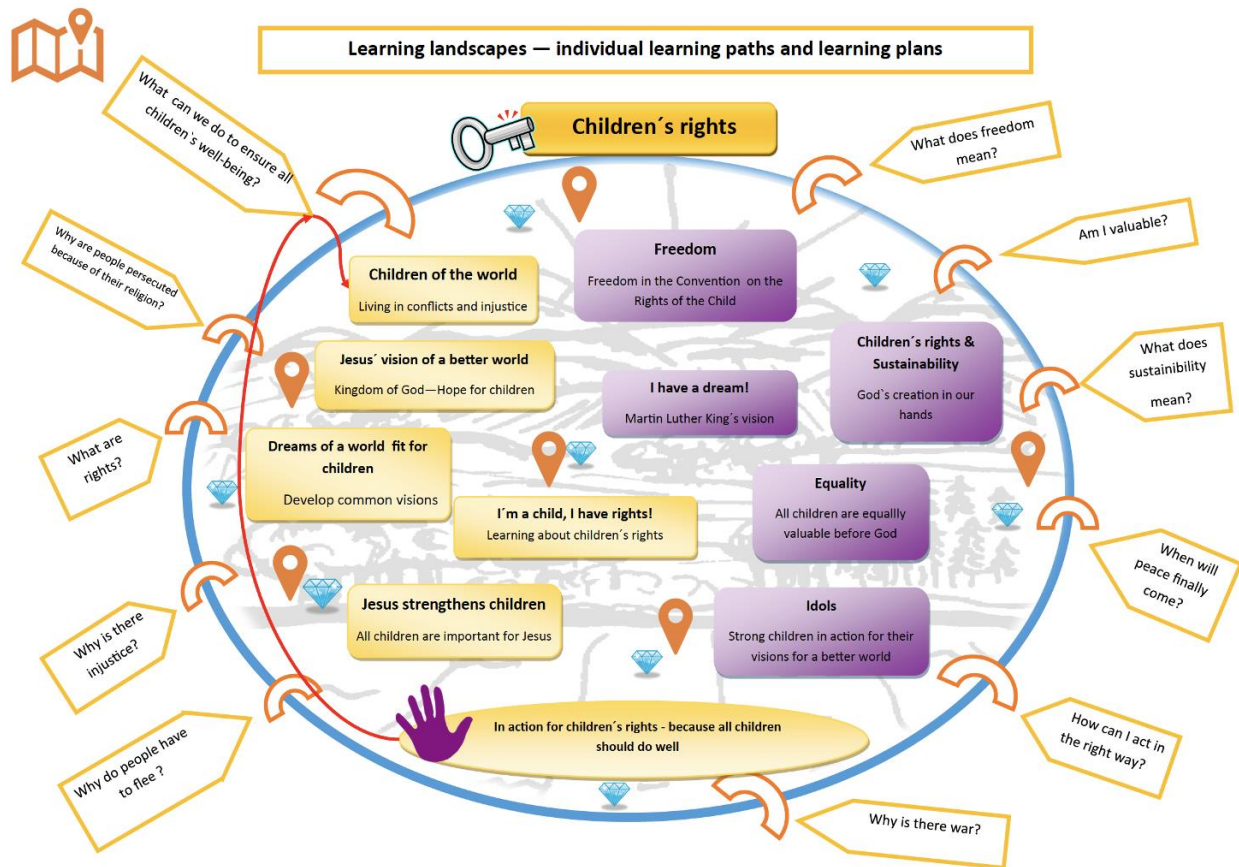 Learning landscapes — individual learning paths and learning plans
Children´s rights
What can we do to ensure all
children`s well-being?
What does freedom
mean?
Why are people persecuted
because of their religion?
Am I valuable?
Children of the world
Living in conflicts and injustice
Freedom
Freedom in the Convention on the
Rights of the Child
Jesus´ vision of a better world
Kingdom of God—Hope for children
I have a dream!
Martin Luther King´s vision
Children´s rights &
Sustainability
God`s creation in our
hands
What does
sustainibility
mean?
What are
rights?
Dreams of a world fit for
children
Develop common visions
I´m a child, I have rights!
Learning about children´s rights
Equality
All children are equallly
valuable before God
When will
peace finally
come?
Why is there
injustice?
Jesus strengthens children
All children are important for Jesus
Idols
Strong children in action for their
visions for a better world
Why do people have
to flee ?
In action for children´s rights - because all children
should do well
How can I act in
the right way?
Why is there war?